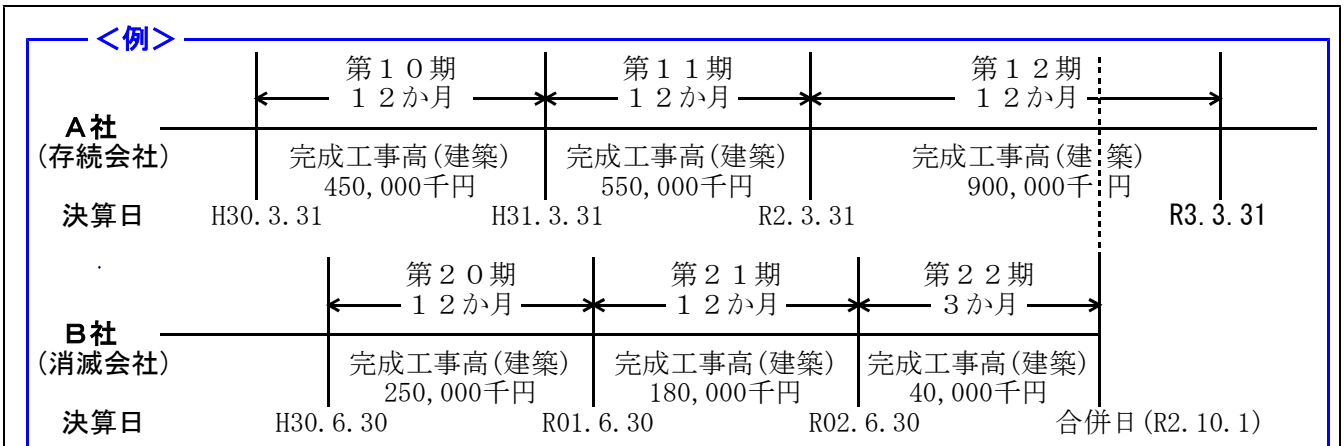 ＜例＞
第１０期 第１１期 第１２期
１２か月 １２か月 １２か月
Ａ社
(存続会社)
完成工事高(建築) 完成工事高(建築) 完成工事高(建築)
450,000千円 550,000千円 900,000千円
決算日 H30.3.31 H31.3.31 R2.3.31 R3.3.31
第２０期 第２１期 第２２期
１２か月 １２か月 ３か月
Ｂ社
(消滅会社)
完成工事高(建築) 完成工事高(建築) 完成工事高(建築)
250,000千円 180,000千円 40,000千円
決算日 H30.6.30 R01.6.30 R02.6.30 合併日(R2.10.1)